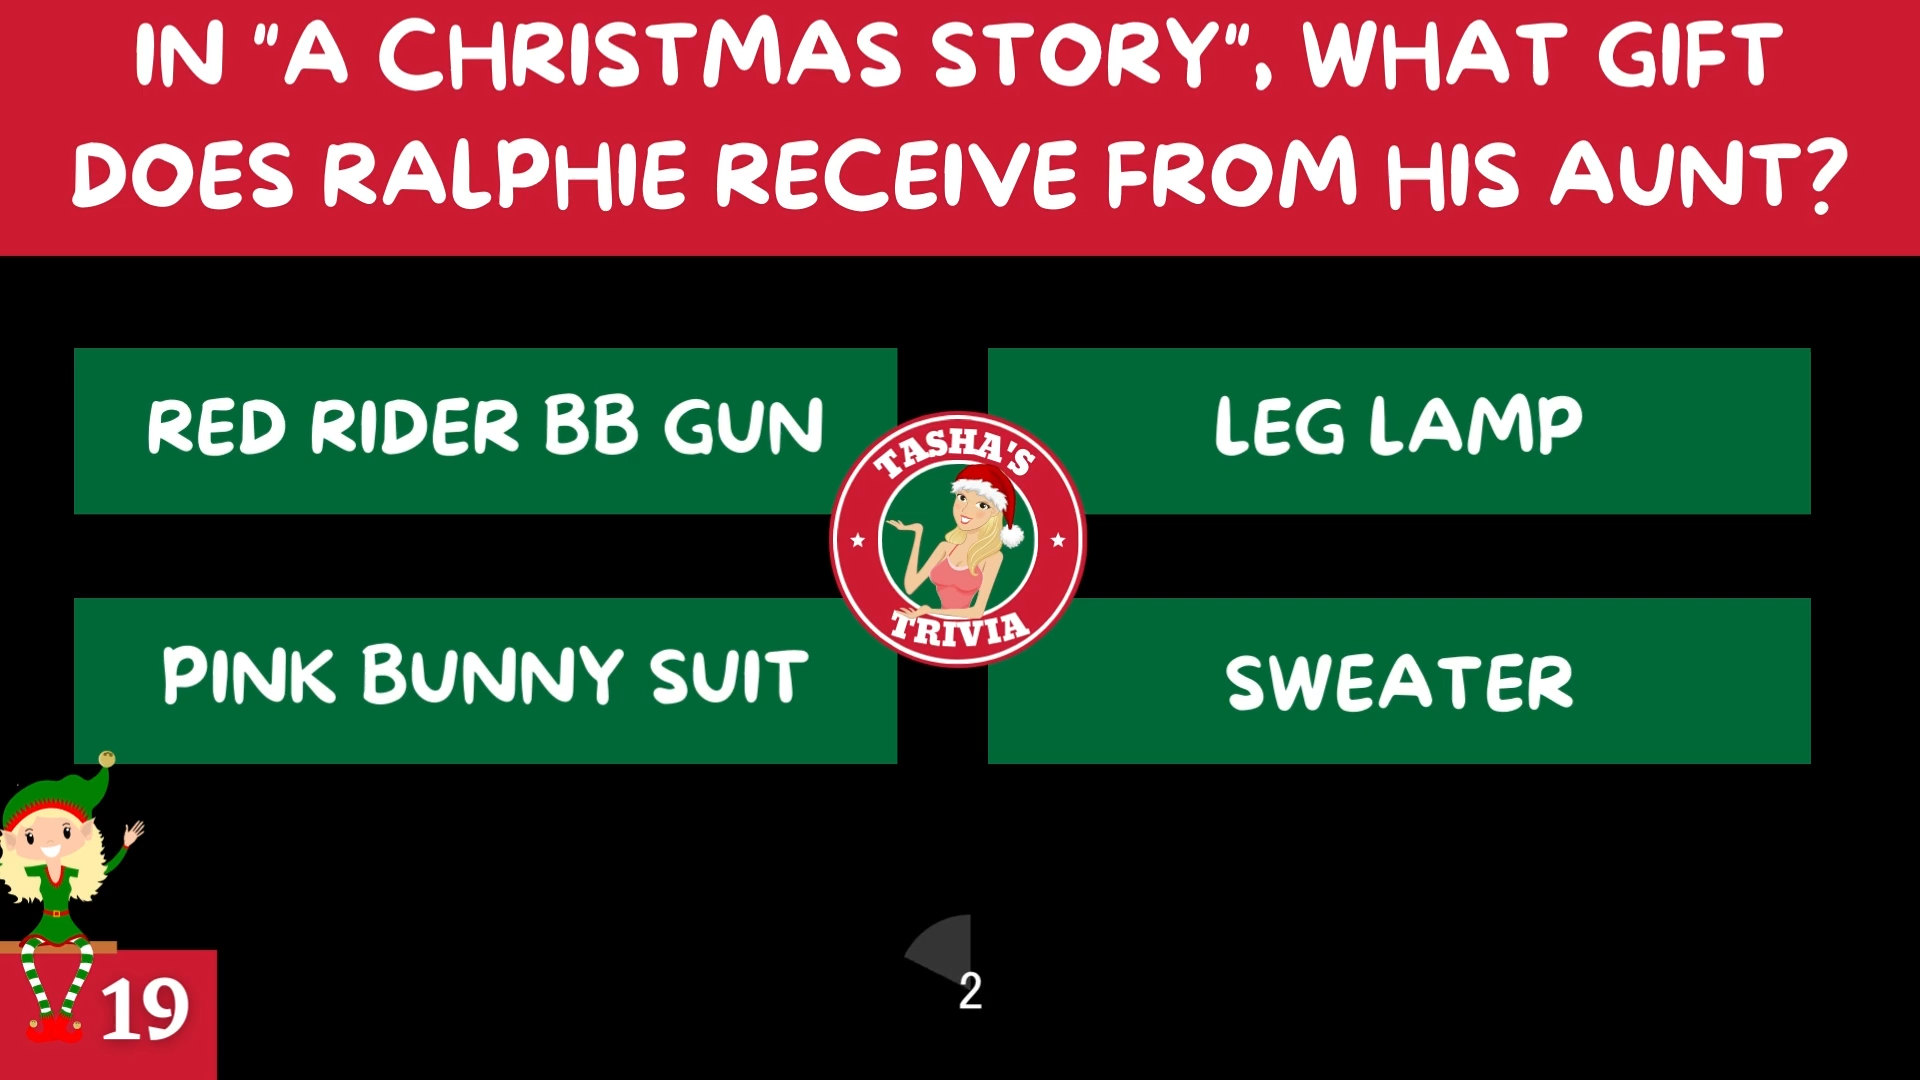 IN "A CHRISTMAS STORY", WHAT GIFT
DOES RALPHIE RECEIVE FROM HIS AUNT?
RED RIDER BB GUN
LEG LAMP
TASHA'S
TRIVIA
PINK BUNNY SUIT
SWEATER
19
2